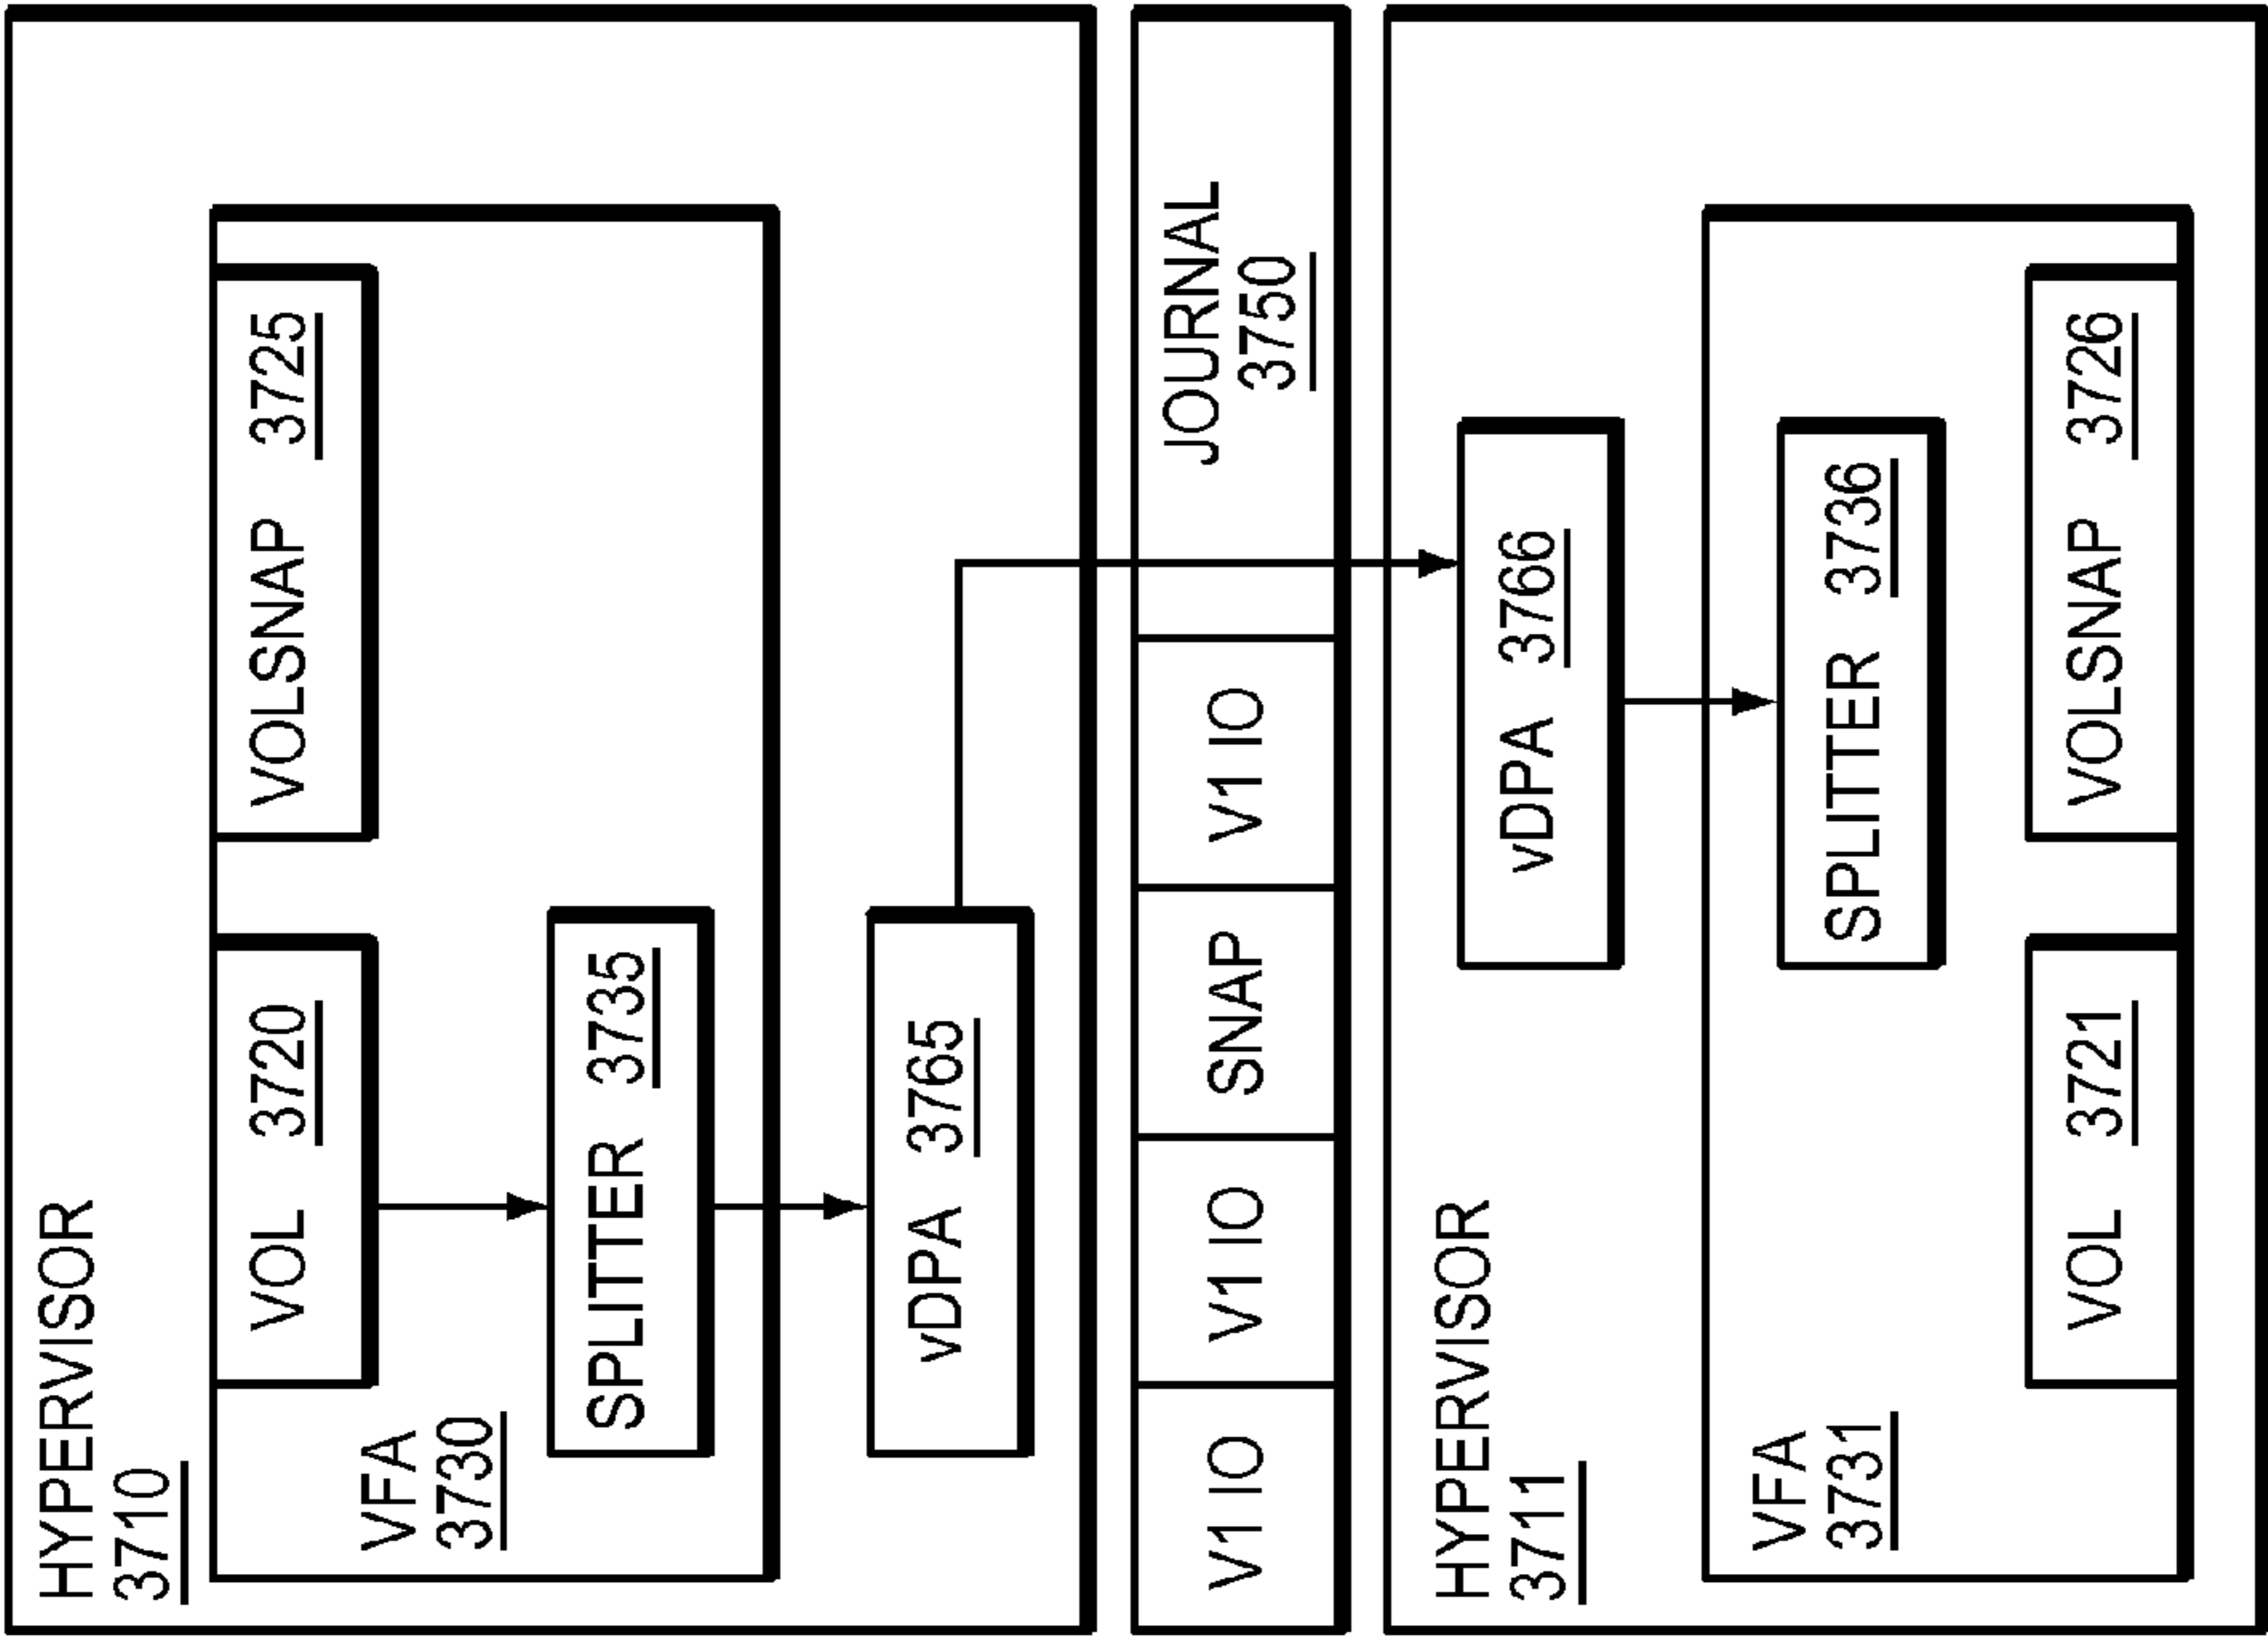 HYPERVISOR
3710
VOL 3720
VOLSNAP 3725
VFA
3730
SPLITTER 3735
vDPA 3765
V1 IO
V1 IO
SNAP
V1 IO
JOURNAL
3750
HYPERVISOR
3711
vDPA 3766
VFA
3731
SPLITTER 3736
VOL 3721
VOLSNAP 3726